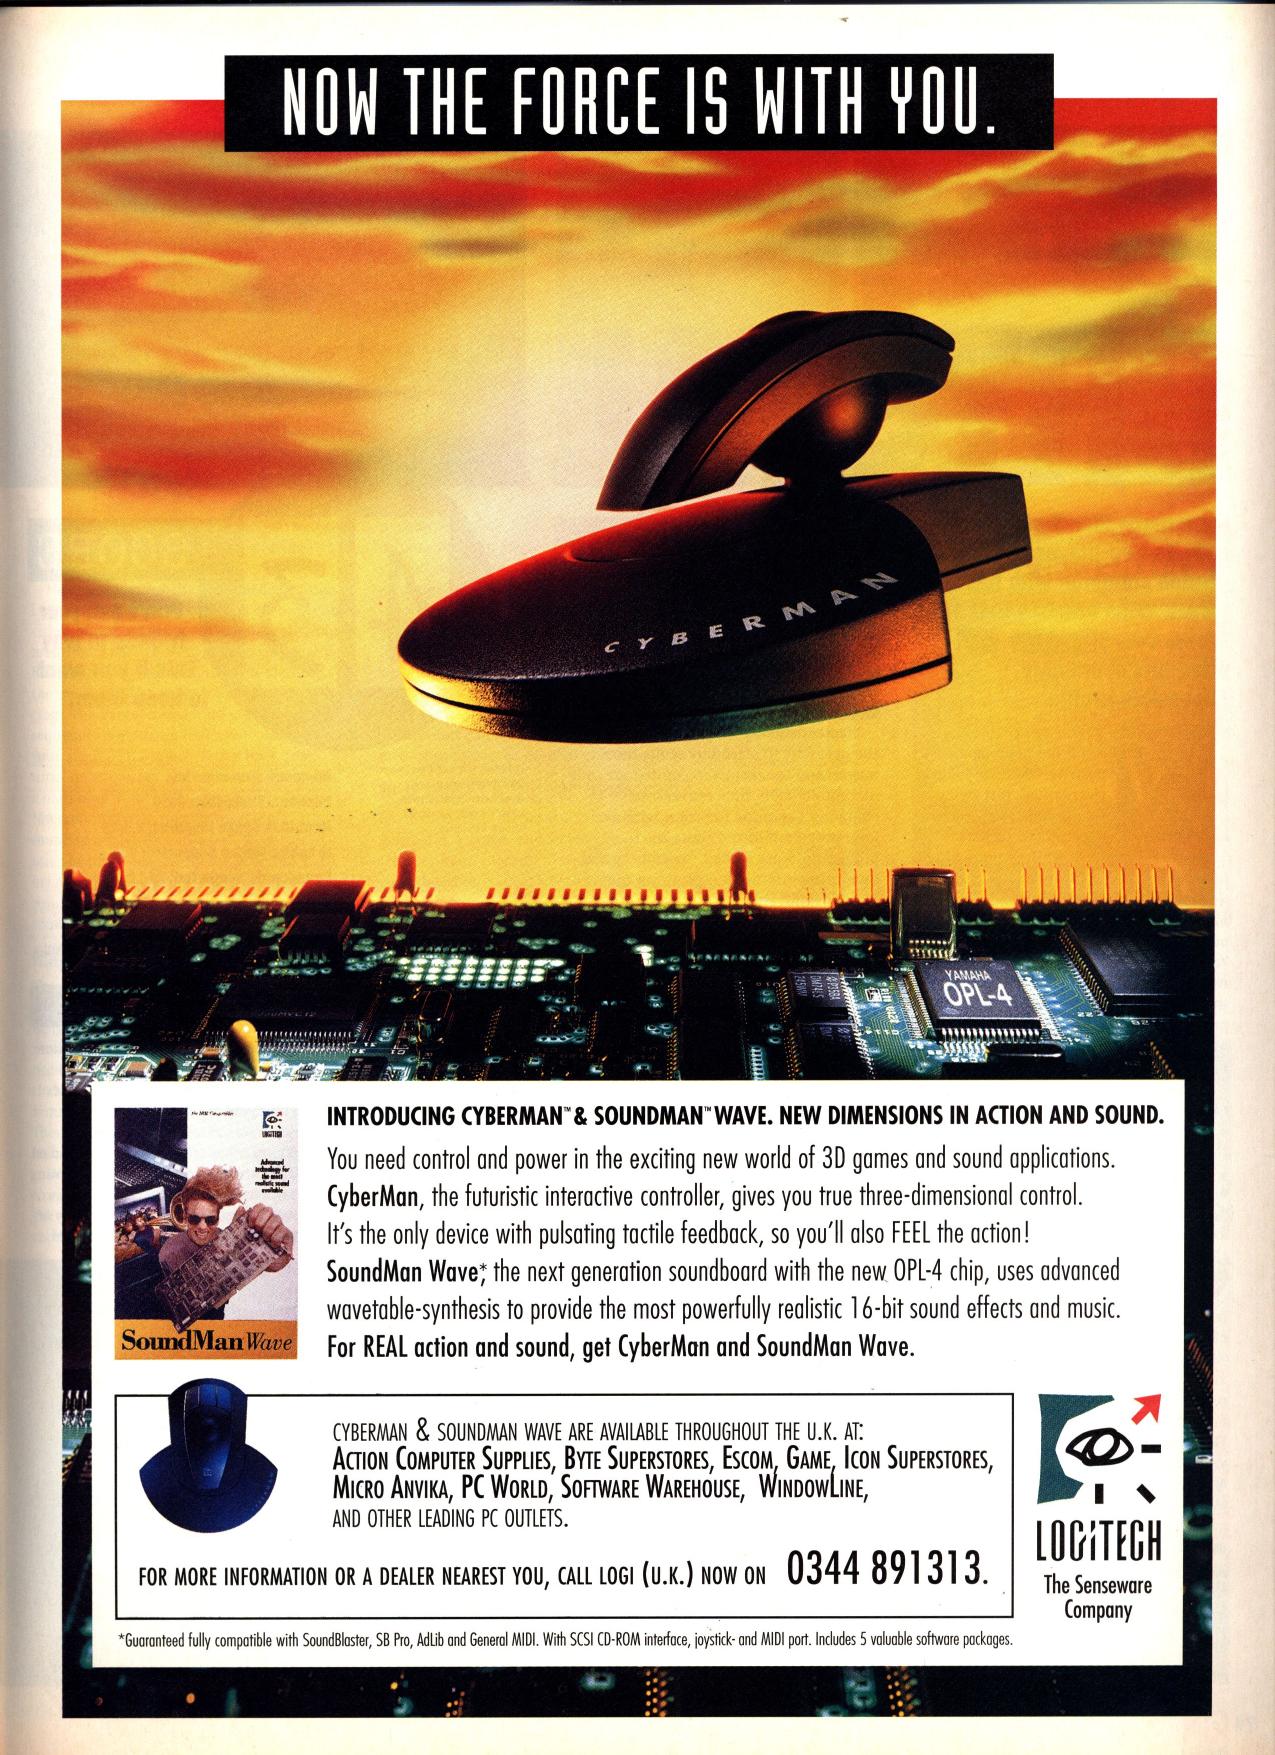 NOW THE FORCE IS WITH YOU.
CYBERMAN
YAMAHA
OPL-4
INTRODUCING CYBERMAN™ & SOUNDMAN™ WAVE. NEW DIMENSIONS IN ACTION AND SOUND.
You need control and power in the exciting new world of 3D games and sound applications.
CyberMan, the futuristic interactive controller, gives you true three-dimensional control.
It's the only device with pulsating tactile feedback, so you'll also FEEL the action!
SoundMan Wave,* the next generation soundboard with the new OPL-4 chip, uses advanced
wavetable-synthesis to provide the most powerfully realistic 16-bit sound effects and music.
For REAL action and sound, get CyberMan and SoundMan Wave.
LOGITECH
Advanced
technology for
the most
realistic sound
available
SoundMan Wave
CYBERMAN & SOUNDMAN WAVE ARE AVAILABLE THROUGHOUT THE U.K. AT:
ACTION COMPUTER SUPPLIES, BYTE SUPERSTORES, ESCOM, GAME, ICON SUPERSTORES,
MICRO ANVIKA, PC WORLD, SOFTWARE WAREHOUSE, WINDOWLINE,
AND OTHER LEADING PC OUTLETS.
FOR MORE INFORMATION OR A DEALER NEAREST YOU, CALL LOGI (U.K.) NOW ON 0344 891313.
LOGiTECH
The Senseware
Company
*Guaranteed fully compatible with SoundBlaster, SB Pro, AdLib and General MIDI. With SCSI CD-ROM interface, joystick- and MIDI port. Includes 5 valuable software packages.